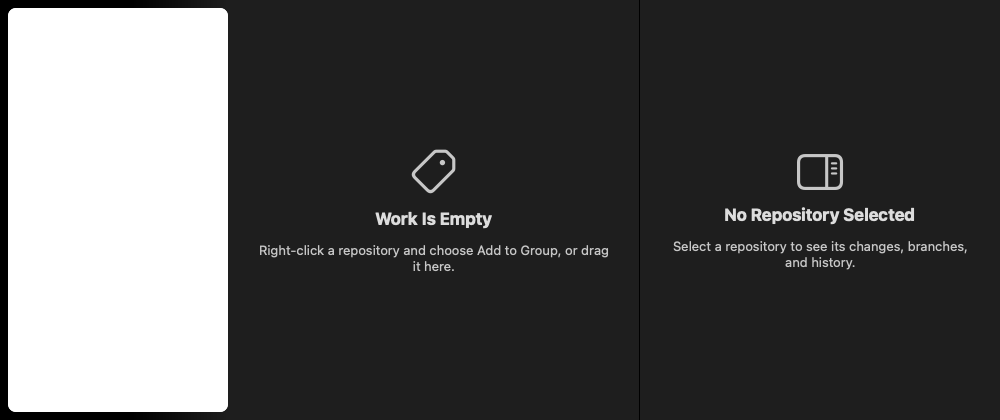 Work Is Empty
Right-click a repository and choose Add to Group, or drag
it here.
No Repository Selected
Select a repository to see its changes, branches,
and history.